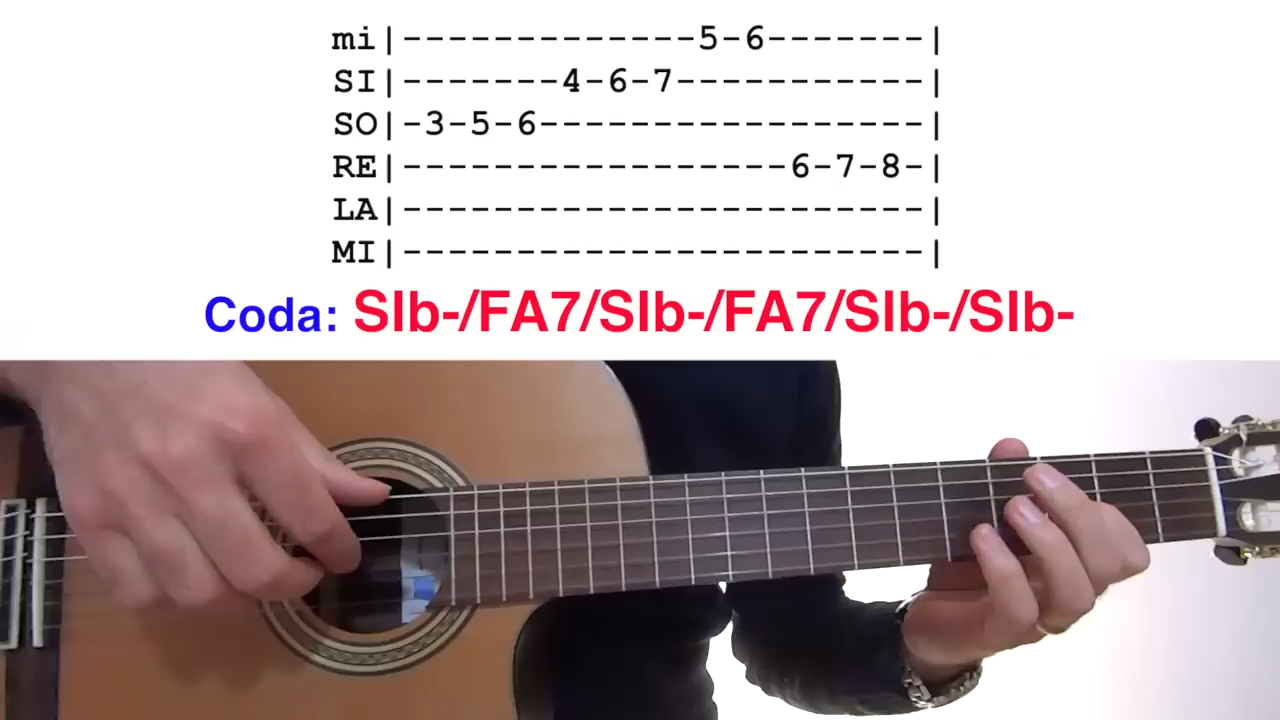 mi|-------------5-6-------|
SI|-------4-6-7-----------|
SO|-3-5-6-----------------|
RE|-----------------6-7-8-|
LA|-----------------------|
MI|-----------------------|
Coda: SIb-/FA7/SIb-/FA7/SIb-/SIb-